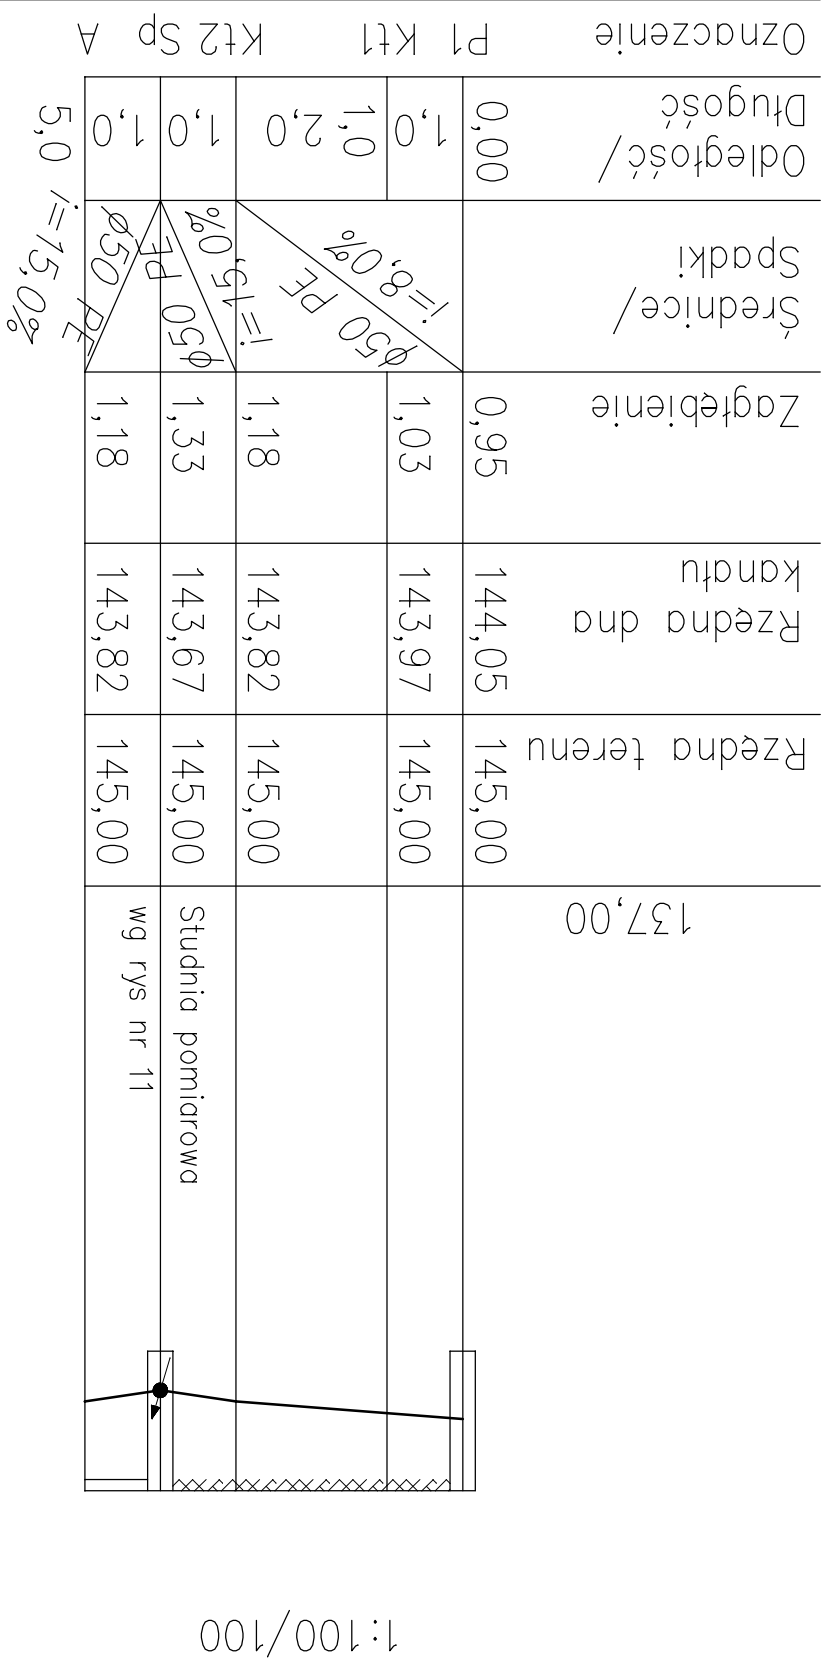 1:100/100
Studnia pomiarowa
wg rys nr 11
137,00
Rzędna terenu
145,00
145,00
145,00
145,00
145,00
Rzędna dna
kanału
144,05
143,97
143,82
143,67
143,82
Zagłębienie
0,95
1,03
1,18
1,33
1,18
Średnice/
Spadki
ϕ50 PE
i=8,0%
ϕ50 PE
i=15,0%
ϕ50 PE
i=15,0%
Odległość/
Długość
0,00
1,0
1,0 2,0
1,0
1,0
5,0
Oznaczenie
P1 Kt1 Kt2 Sp A